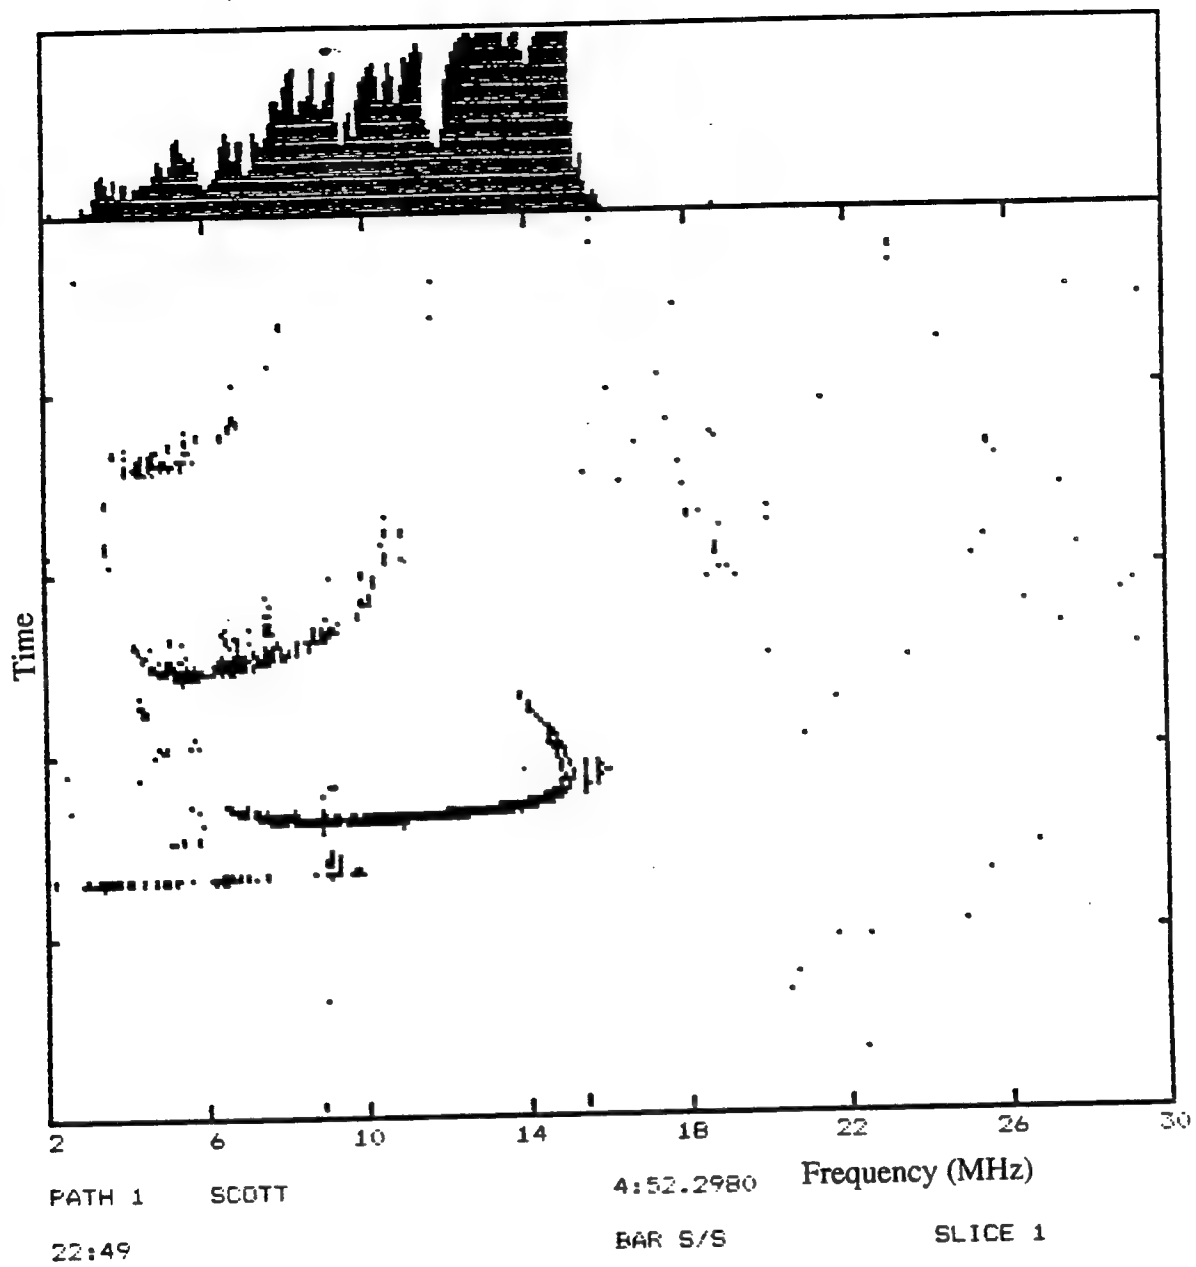 Time
2 6 10 14 18 22 26 30
Frequency (MHz)
PATH 1 SCOTT 4:52.2980
22:49 BAR S/S SLICE 1